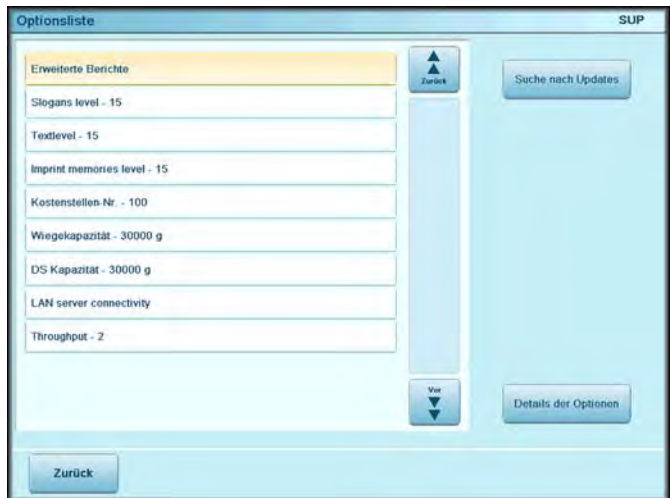 Optionsliste SUP
Erweiterte Berichte
Slogans level - 15
Textlevel - 15
Imprint memories level - 15
Kostenstellen-Nr. - 100
Wiegekapazität - 30000 g
DS Kapazität - 30000 g
LAN server connectivity
Throughput - 2
Zurück
Vor
Suche nach Updates
Details der Optionen
Zurück